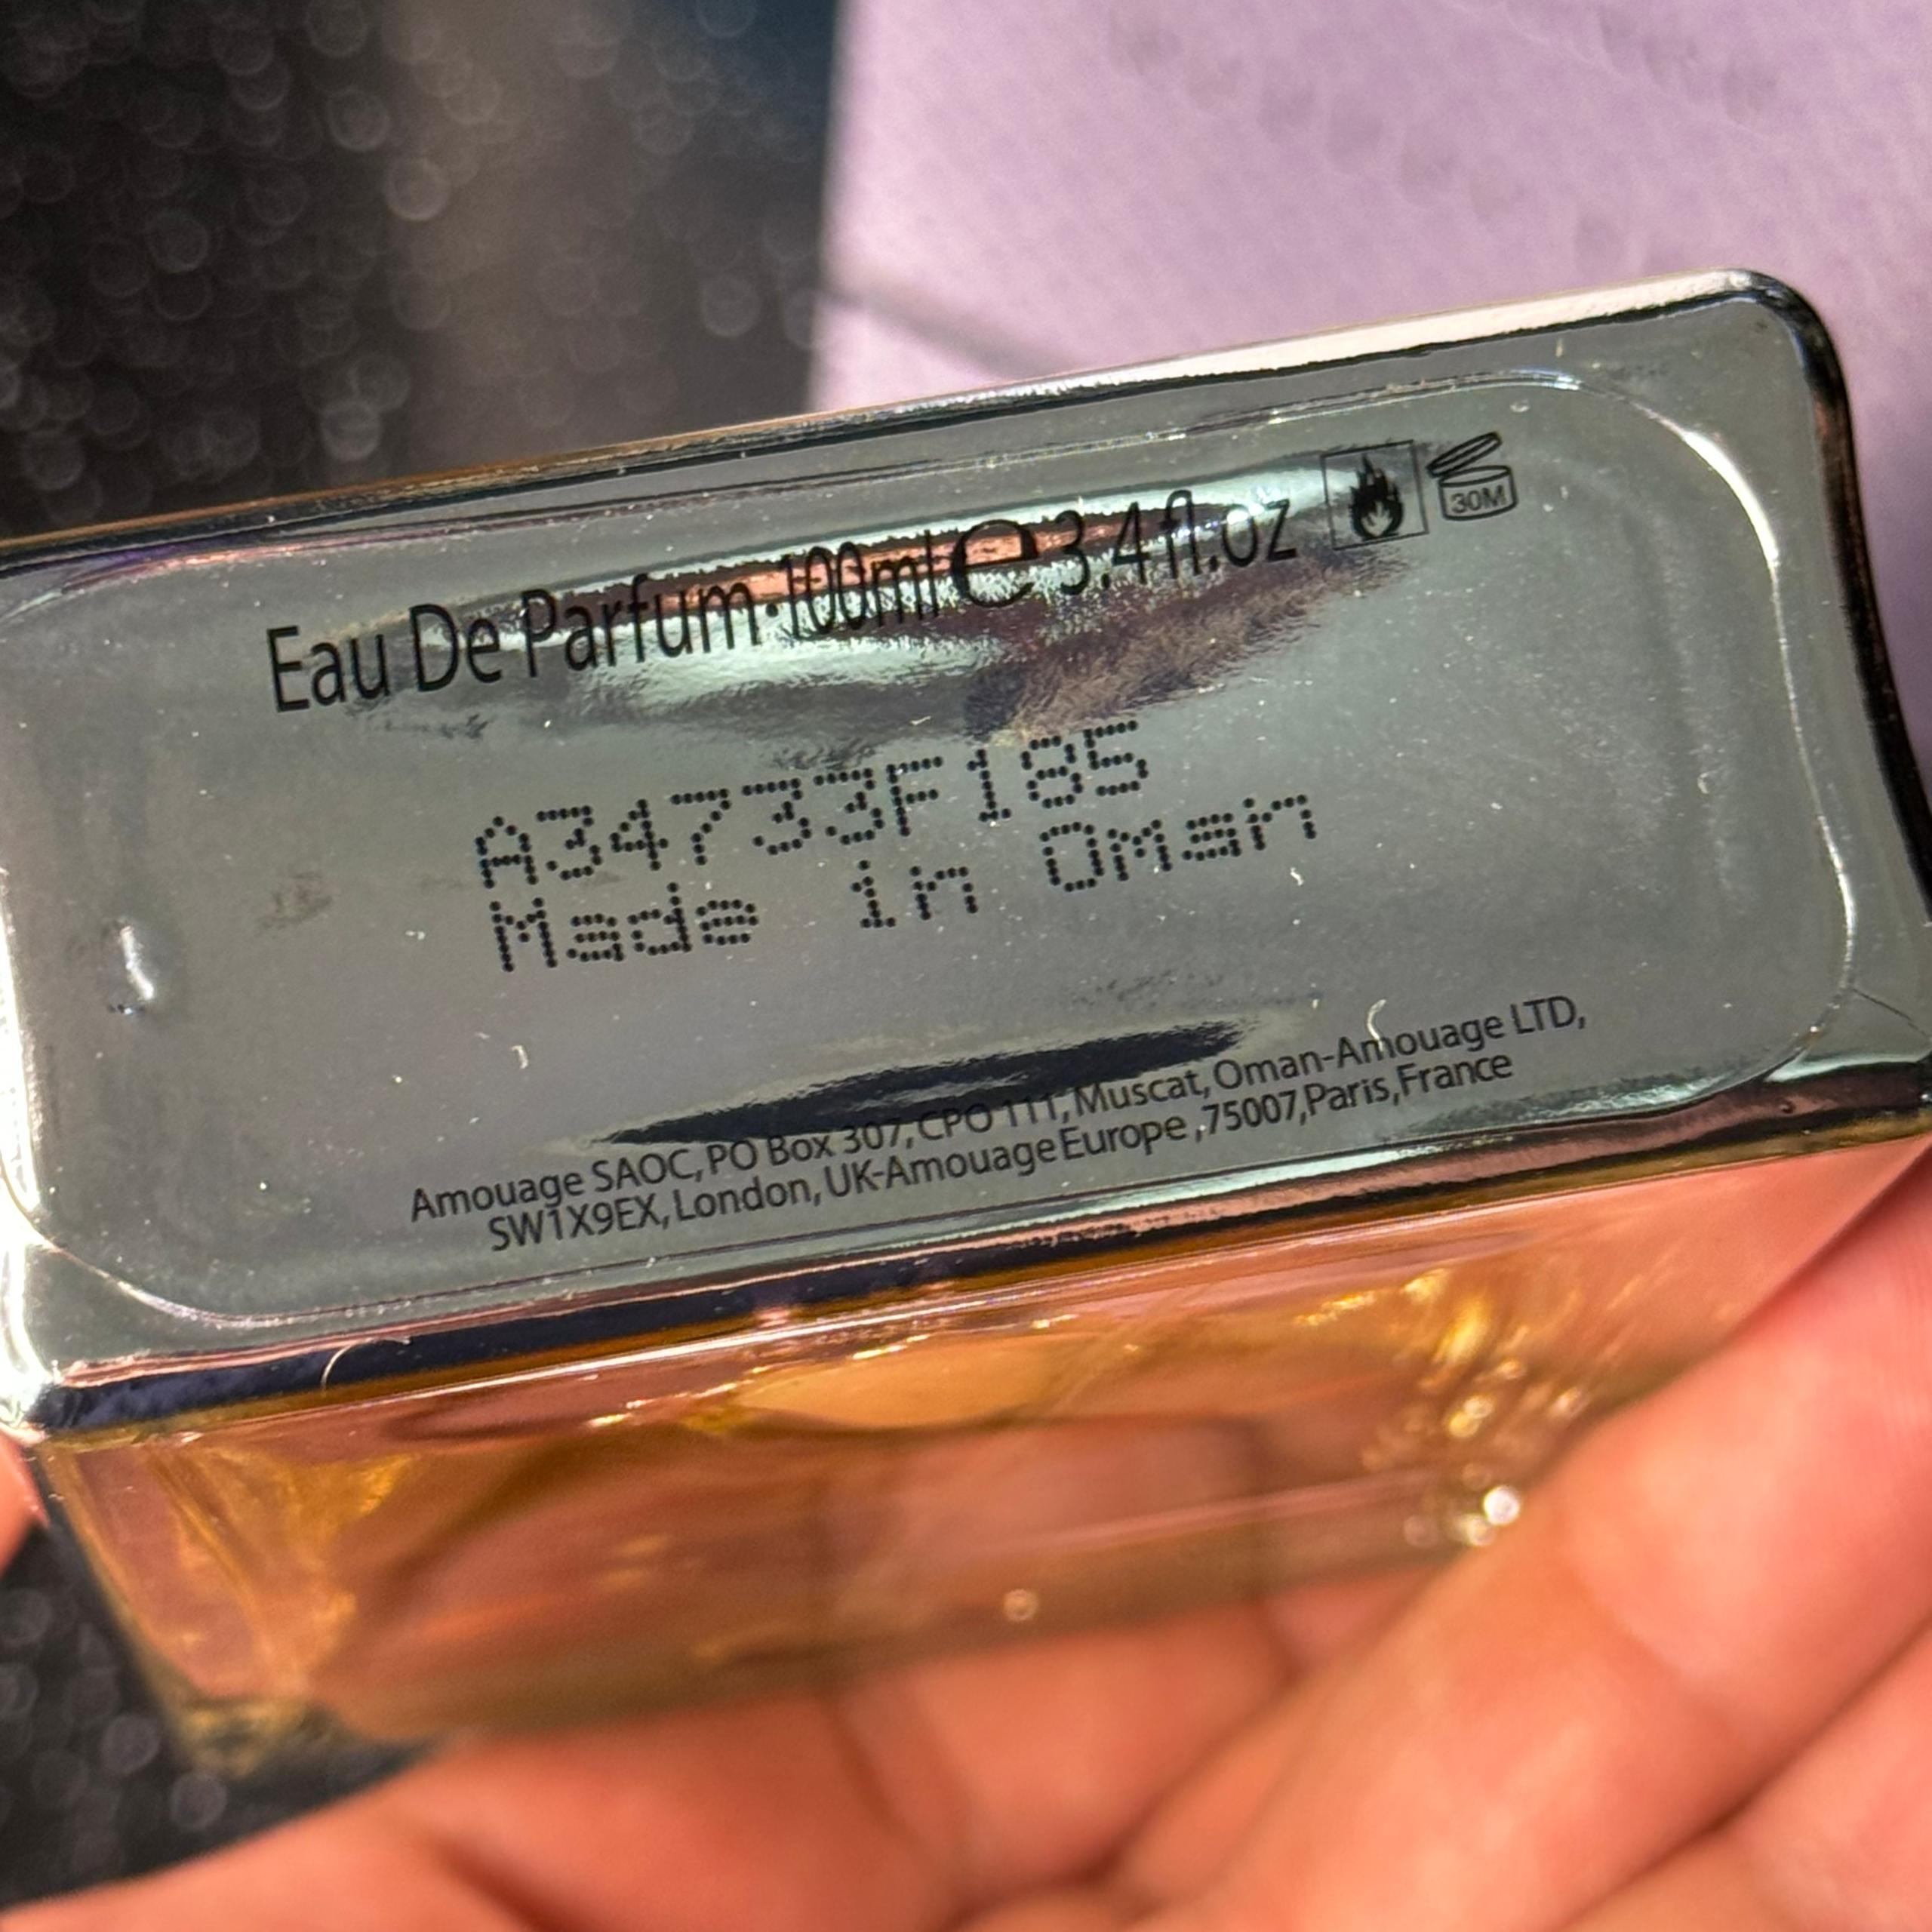 Eau De Parfum·100ml ℮ 3.4 fl.oz
30M
A34733F185
Made in Oman
Amouage SAOC, PO Box 307, CPO 111, Muscat, Oman-Amouage LTD,
SW1X9EX, London, UK-Amouage Europe ,75007,Paris,France